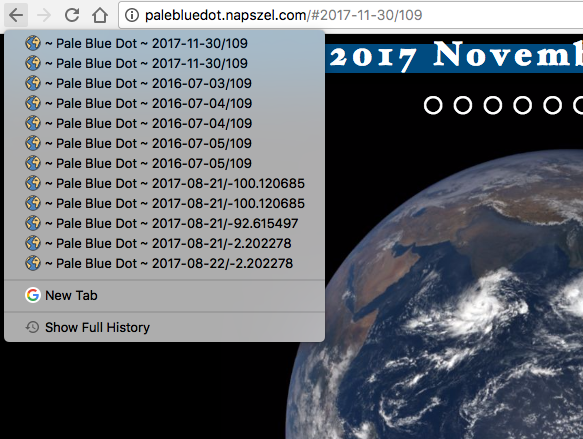 palebluedot.napszel.com/#2017-11-30/109
~ Pale Blue Dot ~ 2017-11-30/109
~ Pale Blue Dot ~ 2017-11-30/109
~ Pale Blue Dot ~ 2016-07-03/109
~ Pale Blue Dot ~ 2016-07-04/109
~ Pale Blue Dot ~ 2016-07-04/109
~ Pale Blue Dot ~ 2016-07-05/109
~ Pale Blue Dot ~ 2016-07-05/109
~ Pale Blue Dot ~ 2017-08-21/-100.120685
~ Pale Blue Dot ~ 2017-08-21/-100.120685
~ Pale Blue Dot ~ 2017-08-21/-92.615497
~ Pale Blue Dot ~ 2017-08-21/-2.202278
~ Pale Blue Dot ~ 2017-08-22/-2.202278
New Tab
Show Full History
2017 Novemb